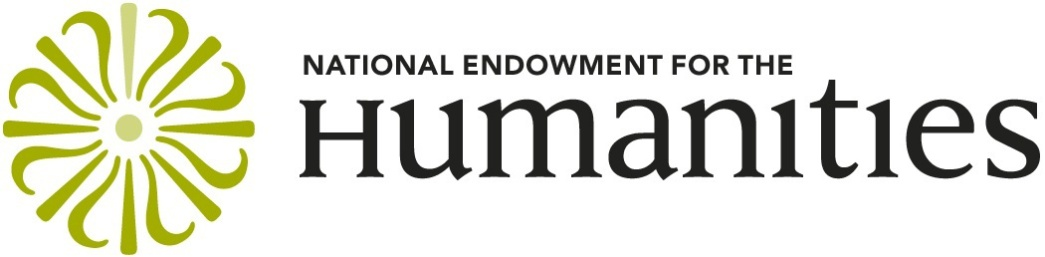 NATIONAL ENDOWMENT FOR THE
Humanities